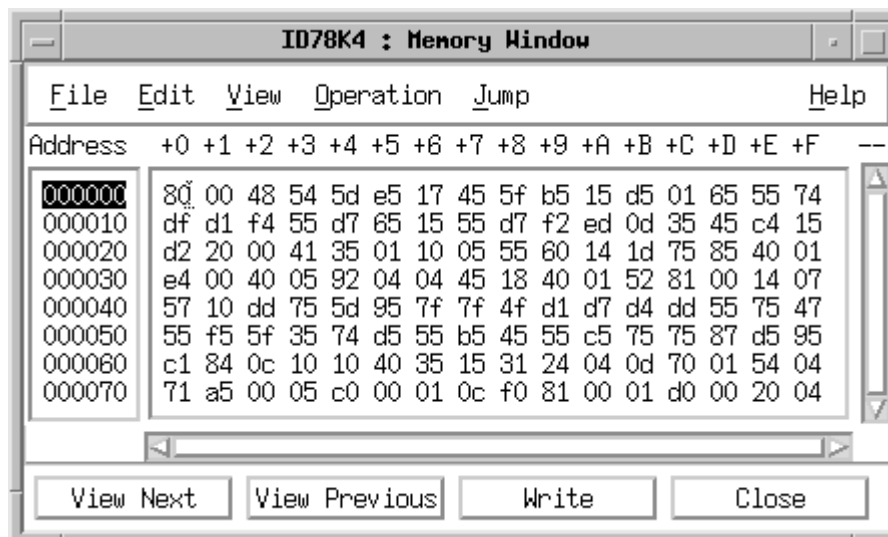 ID78K4 : Memory Window
File Edit View Operation Jump Help
Address +0 +1 +2 +3 +4 +5 +6 +7 +8 +9 +A +B +C +D +E +F --
000000 80 00 48 54 5d e5 17 45 5f b5 15 d5 01 65 55 74
000010 df d1 f4 55 d7 65 15 55 d7 f2 ed 0d 35 45 c4 15
000020 d2 20 00 41 35 01 10 05 55 60 14 1d 75 85 40 01
000030 e4 00 40 05 92 04 04 45 18 40 01 52 81 00 14 07
000040 57 10 dd 75 5d 95 7f 7f 4f d1 d7 d4 dd 55 75 47
000050 55 f5 5f 35 74 d5 55 b5 45 55 c5 75 75 87 d5 95
000060 c1 84 0c 10 10 40 35 15 31 24 04 0d 70 01 54 04
000070 71 a5 00 05 c0 00 01 0c f0 81 00 01 d0 00 20 04
View Next View Previous Write Close